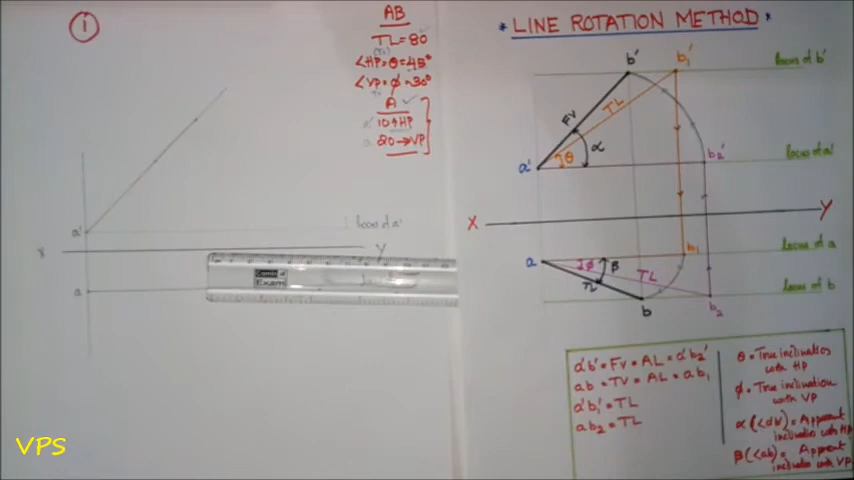 1
AB
TL = 80
∠HP = θ = 45°
∠VP = φ = 30°
A
a' 10↑HP
a 20→VP
a'
locus of a'
X
Y
a
Exam
VPS
* LINE ROTATION METHOD *
b'
b₁'
locus of b'
FV
TL
θ
α
a'
b₂'
locus of a'
X
Y
a
φ
β
b₁
locus of a
TL
b
b₂
locus of b
a'b' = FV = AL = a'b₂'
ab = TV = AL = ab₁
a'b₁' = TL
ab₂ = TL
θ = True inclination
with HP
φ = True inclination
with VP
= Apparent
inclination with HP
β (∠ab) = Apparent
inclination with VP